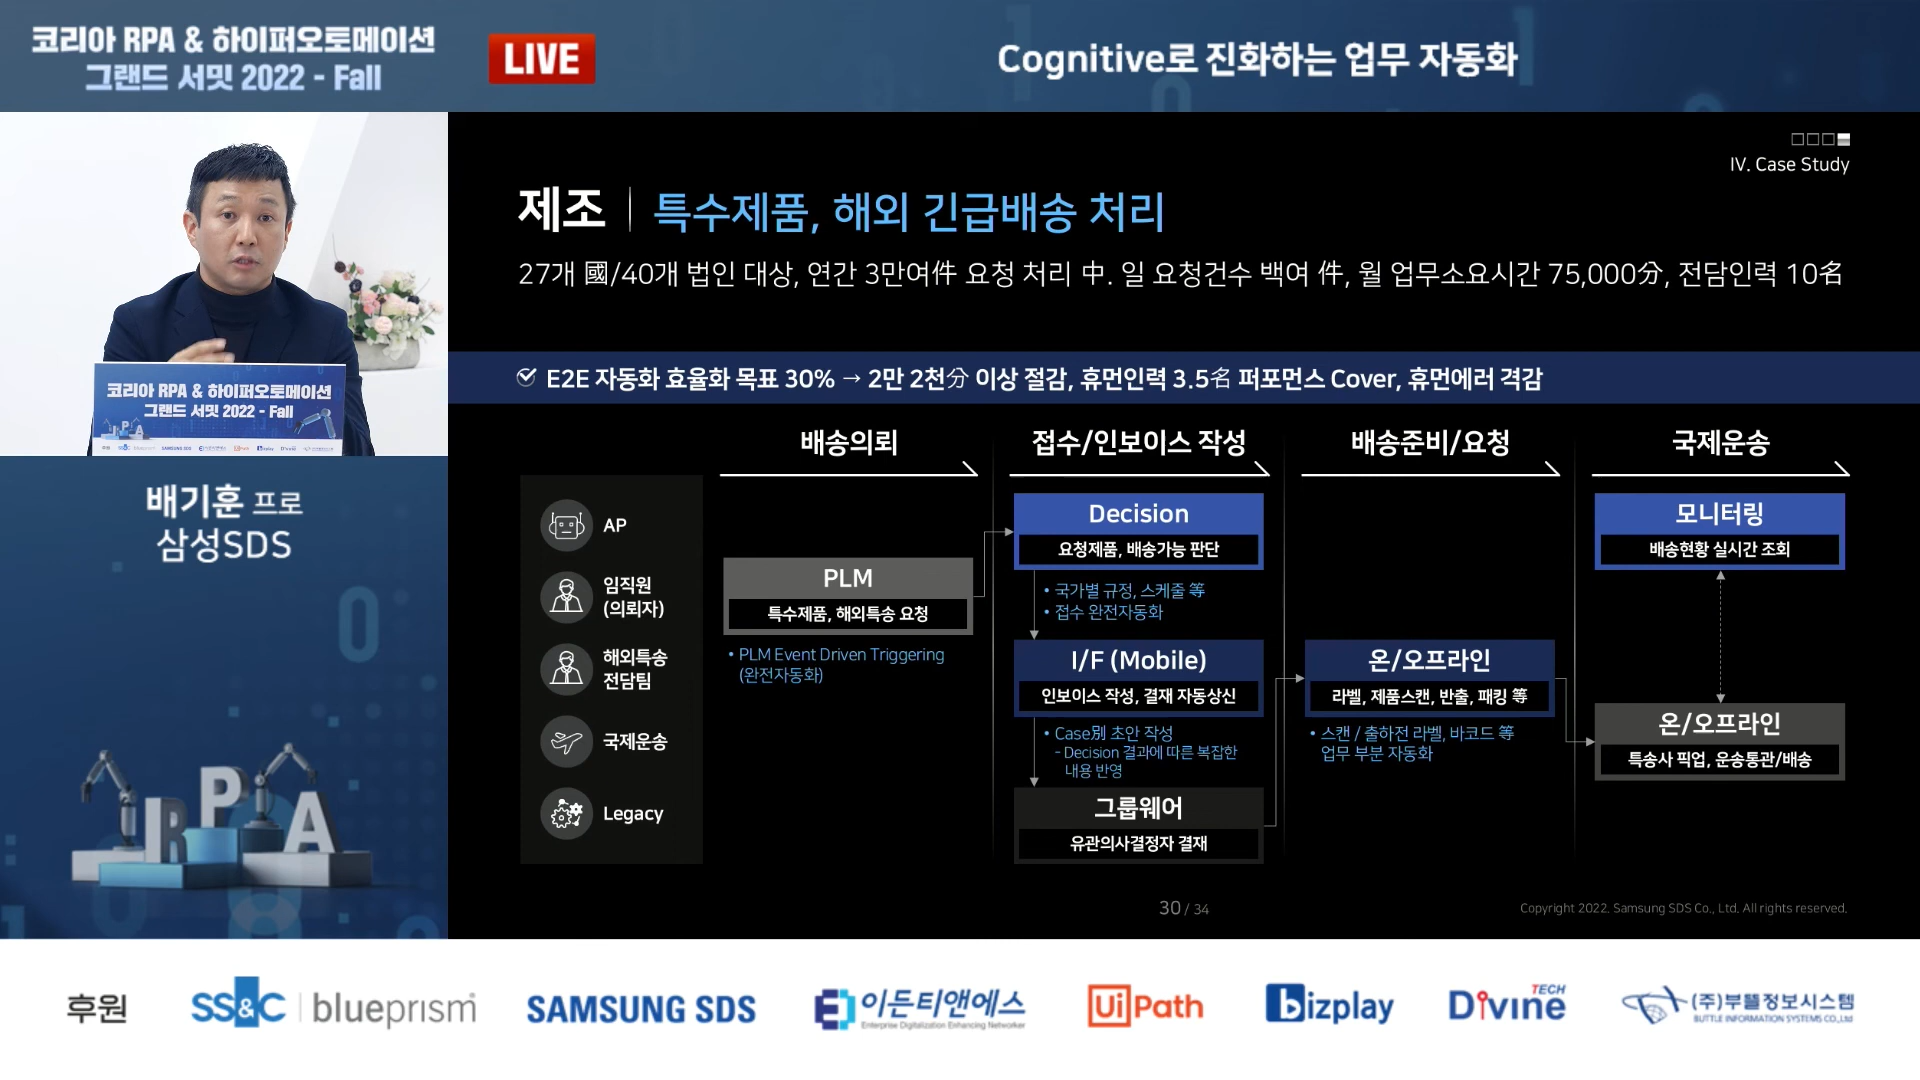 코리아 RPA & 하이퍼오토메이션
그랜드 서밋 2022 - Fall
LIVE
Cognitive로 진화하는 업무 자동화
코리아 RPA & 하이퍼오토메이션
그랜드 서밋 2022 - Fall
배기훈 프로
삼성SDS
RPA
IV. Case Study
제조 | 특수제품, 해외 긴급배송 처리
27개 國/40개 법인 대상, 연간 3만여件 요청 처리 中. 일 요청건수 백여 件, 월 업무소요시간 75,000分, 전담인력 10名
E2E 자동화 효율화 목표 30% → 2만 2천分 이상 절감, 휴먼인력 3.5名 퍼포먼스 Cover, 휴먼에러 격감
AP
임직원
(의뢰자)
해외특송
전담팀
국제운송
Legacy
배송의뢰
PLM
특수제품, 해외특송 요청
• PLM Event Driven Triggering
(완전자동화)
접수/인보이스 작성
Decision
요청제품, 배송가능 판단
• 국가별 규정, 스케줄 等
• 접수 완전자동화
I/F (Mobile)
인보이스 작성, 결재 자동상신
• Case別 초안 작성
- Decision 결과에 따른 복잡한
내용 반영
그룹웨어
유관의사결정자 결재
배송준비/요청
온/오프라인
라벨, 제품스캔, 반출, 패킹 等
• 스캔 / 출하전 라벨, 바코드 等
업무 부분 자동화
국제운송
모니터링
배송현황 실시간 조회
온/오프라인
특송사 픽업, 운송통관/배송
30 / 34
Copyright 2022. Samsung SDS Co., Ltd. All rights reserved.
후원
SS&C | blueprism
SAMSUNG SDS
이든티앤에스
Enterprise Digitalization Enhancing Networker
UiPath
bizplay
Divine TECH
(주)부뜰정보시스템
BUTTLE INFORMATION SYSTEMS CO.,Ltd